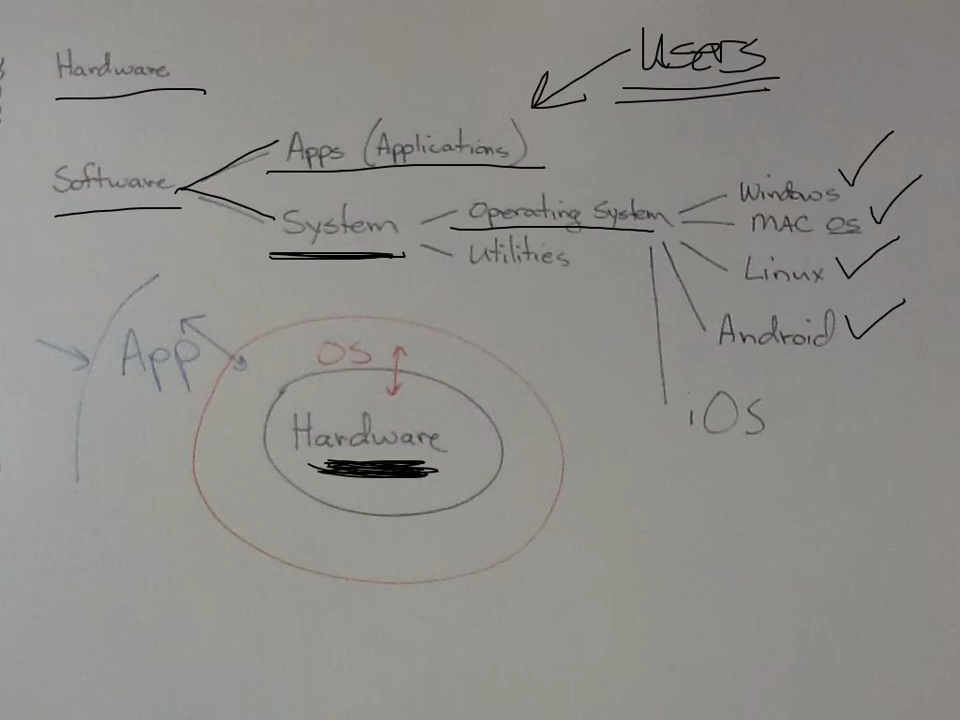 Users
Hardware
Apps (Applications)
Software
System
Operating System
Utilities
Windows
MAC OS
Linux
Android
iOS
App
OS
Hardware